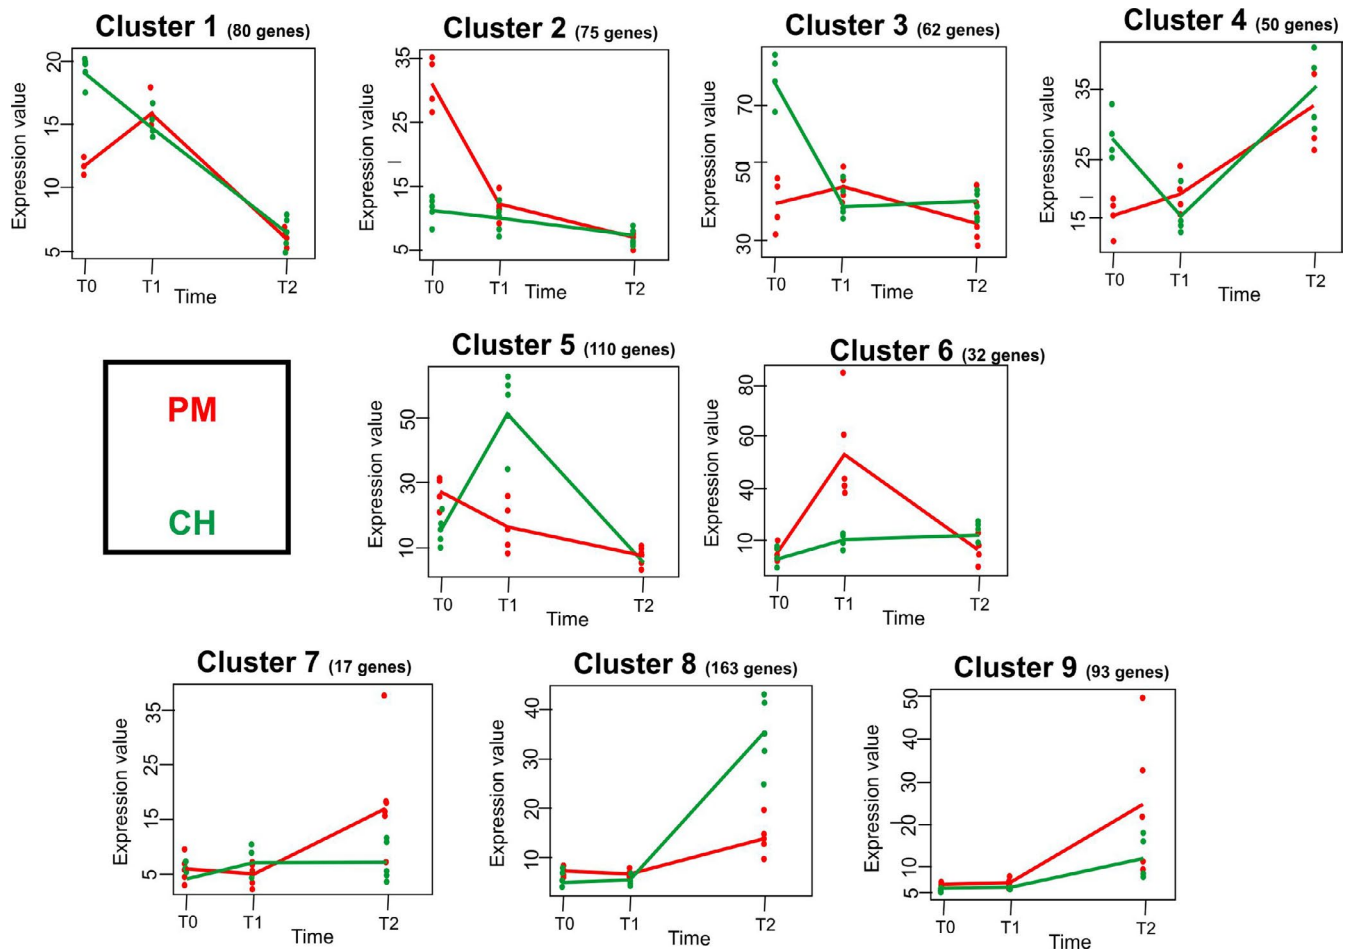 Cluster 1 (80 genes)
Expression value
20
15
10
5
T0
T1
T2
Time
Cluster 2 (75 genes)
Expression value
35
25
15
5
T0
T1
T2
Time
Cluster 3 (62 genes)
Expression value
70
50
30
T0
T1
T2
Time
Cluster 4 (50 genes)
Expression value
35
25
15
T0
T1
T2
Time
PM
CH
Cluster 5 (110 genes)
Expression value
50
30
10
T0
T1
T2
Time
Cluster 6 (32 genes)
Expression value
80
60
40
10
T0
T1
T2
Time
Cluster 7 (17 genes)
Expression value
35
25
15
5
T0
T1
T2
Time
Cluster 8 (163 genes)
Expression value
40
30
20
10
T0
T1
T2
Time
Cluster 9 (93 genes)
Expression value
50
40
30
20
10
5
T0
T1
T2
Time